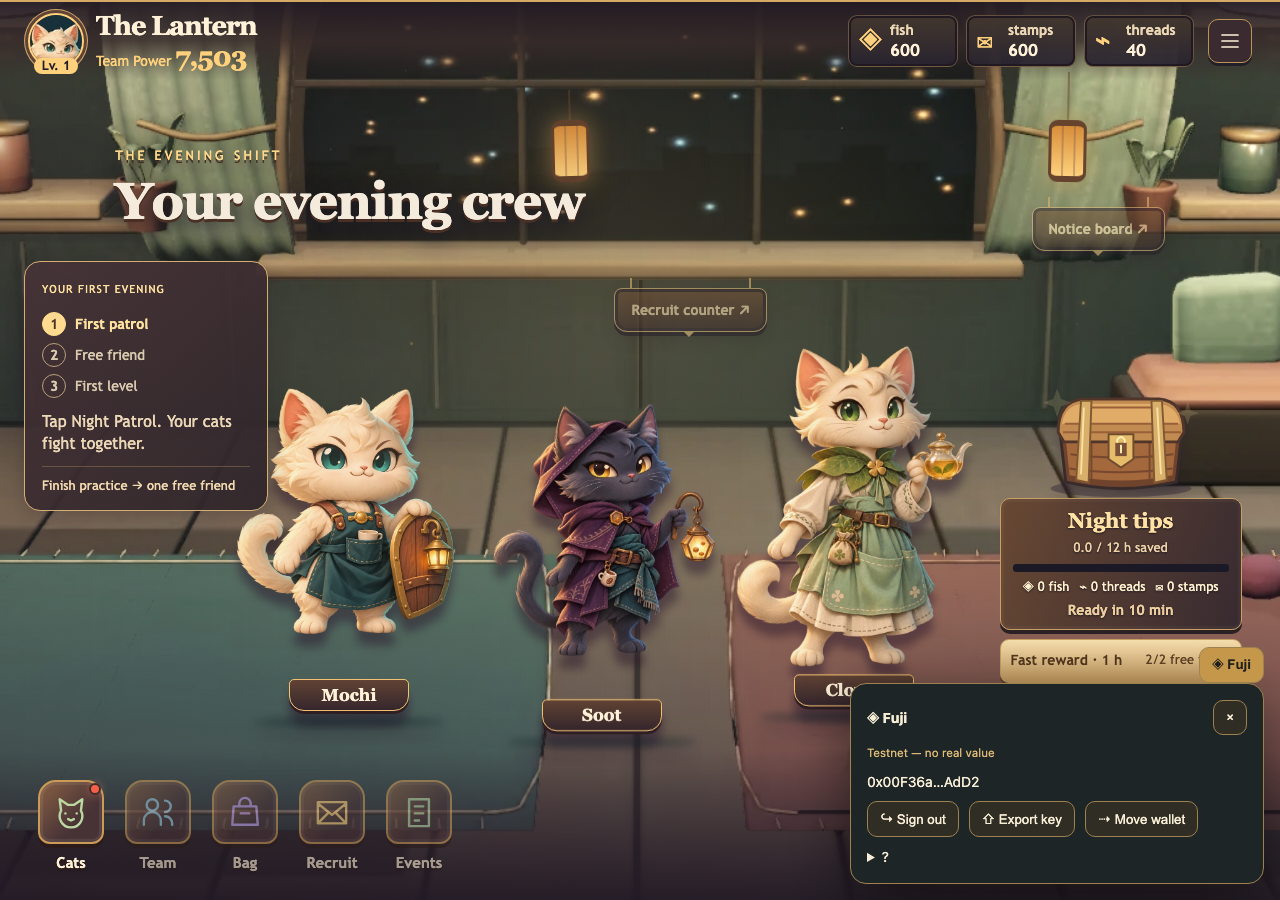 The Lantern
Lv. 1
Team Power 7,503
fish
600
stamps
600
threads
40
THE EVENING SHIFT
Your evening crew
Notice board ↗
Recruit counter ↗
YOUR FIRST EVENING
1 First patrol
2 Free friend
3 First level
Tap Night Patrol. Your cats
fight together.
Finish practice → one free friend
Night tips
0.0 / 12 h saved
0 fish 0 threads 0 stamps
Ready in 10 min
Fast reward · 1 h 2/2 free
◈ Fuji
Mochi
Soot
Clo
◈ Fuji
×
Testnet — no real value
0x00F36a...AdD2
↪ Sign out
⇧ Export key
⇢ Move wallet
▶ ?
Cats
Team
Bag
Recruit
Events